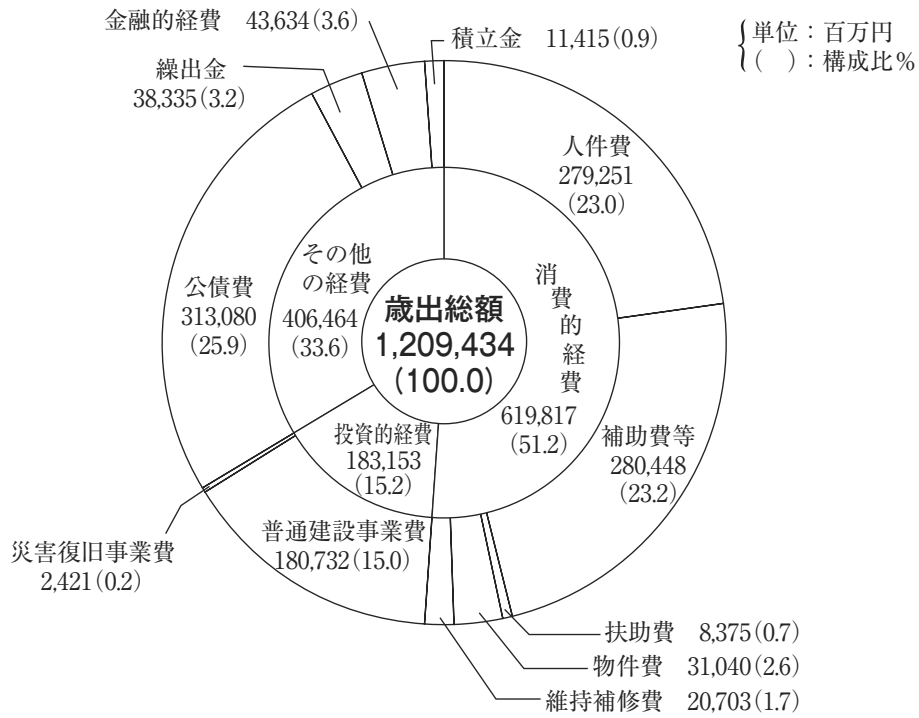 金融的経費 43,634(3.6)
積立金 11,415(0.9)
単位：百万円
(　)：構成比%
繰出金
38,335(3.2)
人件費
279,251
(23.0)
その他
の経費
406,464
(33.6)
公債費
313,080
(25.9)
歳出総額
1,209,434
(100.0)
消費的経費
619,817
(51.2)
投資的経費
183,153
(15.2)
補助費等
280,448
(23.2)
普通建設事業費
180,732(15.0)
災害復旧事業費
2,421(0.2)
扶助費 8,375(0.7)
物件費 31,040(2.6)
維持補修費 20,703(1.7)